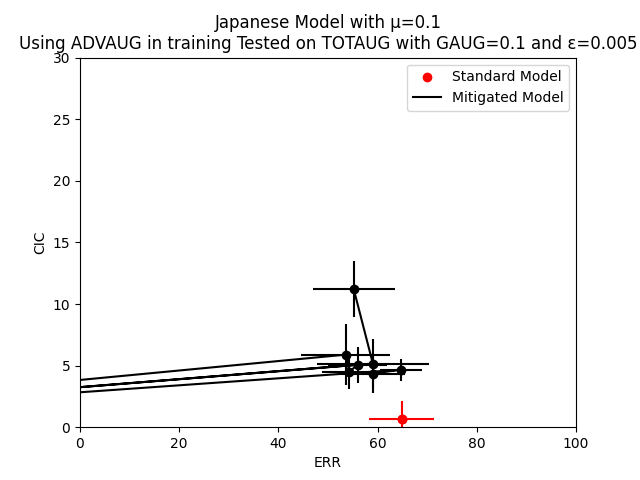 Japanese Model with μ=0.1
Using ADVAUG in training Tested on TOTAUG with GAUG=0.1 and ε=0.005
Standard Model
Mitigated Model
30
25
20
15
10
5
0
CIC
0 20 40 60 80 100
ERR